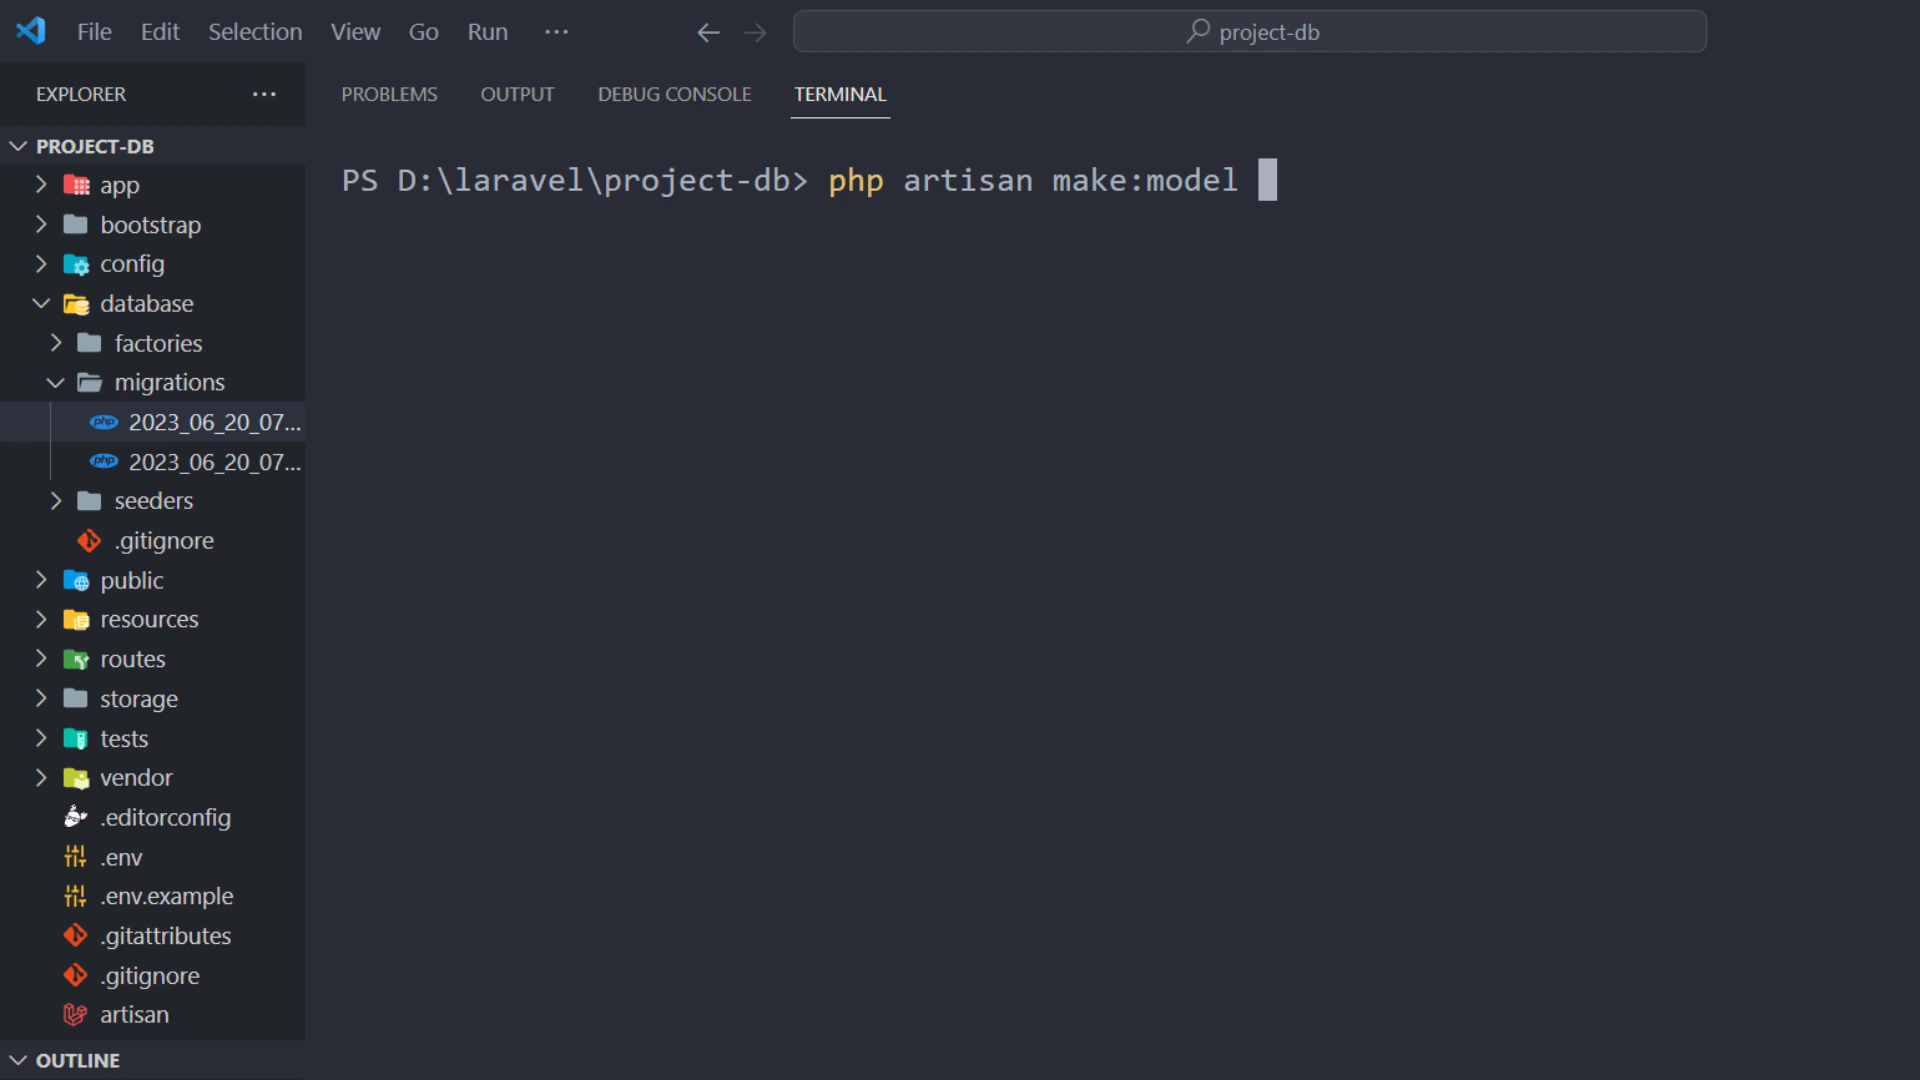 File Edit Selection View Go Run ···
project-db
EXPLORER ···
PROBLEMS OUTPUT DEBUG CONSOLE TERMINAL
PROJECT-DB
PS D:\laravel\project-db> php artisan make:model
app
bootstrap
config
database
factories
migrations
php 2023_06_20_07...
php 2023_06_20_07...
seeders
.gitignore
public
resources
routes
storage
tests
vendor
.editorconfig
.env
.env.example
.gitattributes
.gitignore
artisan
OUTLINE